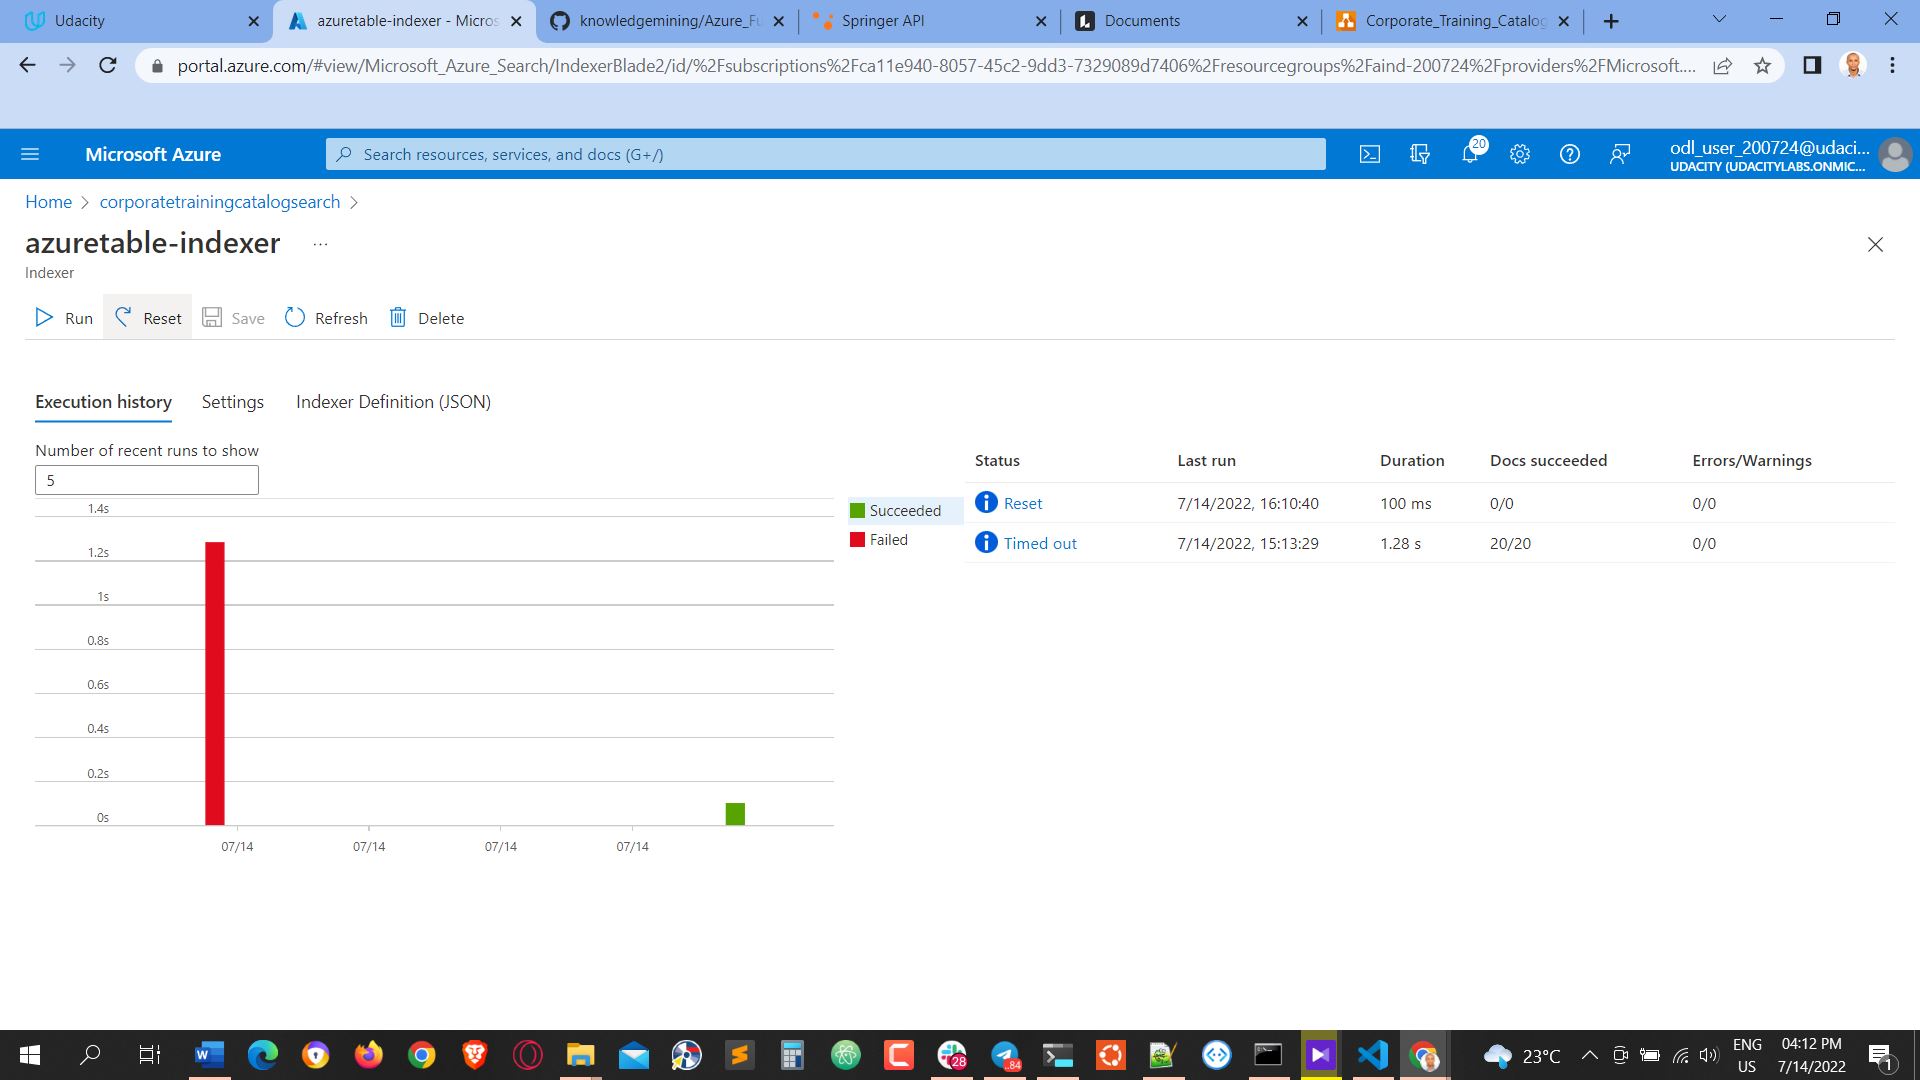 Udacity
azuretable-indexer - Micros
knowledgemining/Azure_Fu
Springer API
Documents
Corporate_Training_Catalog
portal.azure.com/#view/Microsoft_Azure_Search/IndexerBlade2/id/%2Fsubscriptions%2Fca11e940-8057-45c2-9dd3-7329089d7406%2Fresourcegroups%2Faind-200724%2Fproviders%2FMicrosoft....
Microsoft Azure
Search resources, services, and docs (G+/)
20
odl_user_200724@udaci...
UDACITY (UDACITYLABS.ONMIC...
Home
corporatetrainingcatalogsearch
azuretable-indexer
...
Indexer
Run
Reset
Save
Refresh
Delete
Execution history
Settings
Indexer Definition (JSON)
Number of recent runs to show
5
1.4s
1.2s
1s
0.8s
0.6s
0.4s
0.2s
0s
07/14
07/14
07/14
07/14
Succeeded
Failed
Status Last run Duration Docs succeeded Errors/Warnings
Reset 7/14/2022, 16:10:40 100 ms 0/0 0/0
Timed out 7/14/2022, 15:13:29 1.28 s 20/20 0/0
28
84
23°C
ENG
US
04:12 PM
7/14/2022
1